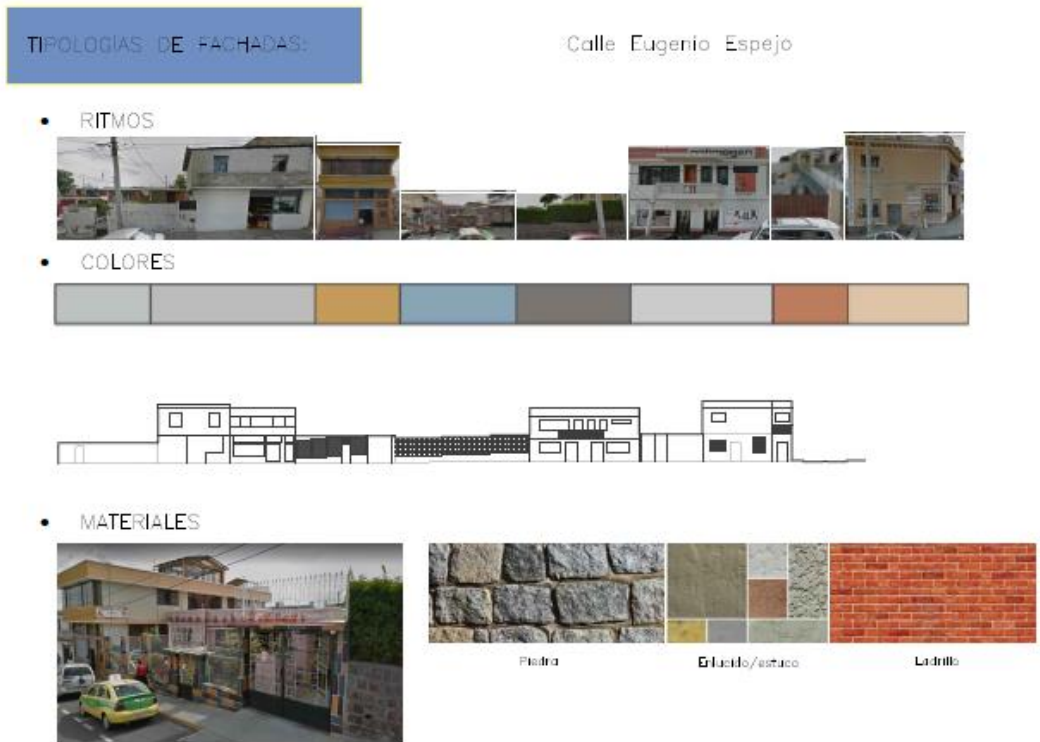 TIPOLOGÍAS DE FACHADAS:
Calle Eugenio Espejo
• RITMOS
• COLORES
• MATERIALES
Piedra
Enlucido/estuco
Ladrillo